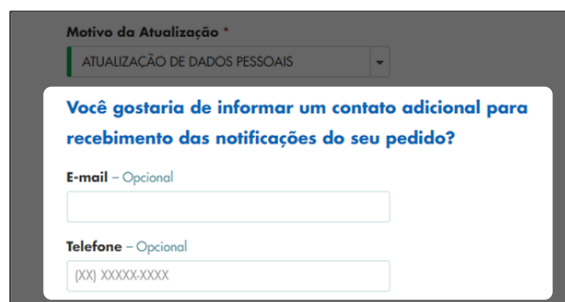 Motivo da Atualização *
ATUALIZAÇÃO DE DADOS PESSOAIS
Você gostaria de informar um contato adicional para
recebimento das notificações do seu pedido?
E-mail – Opcional
Telefone – Opcional
(XX) XXXXX-XXXX